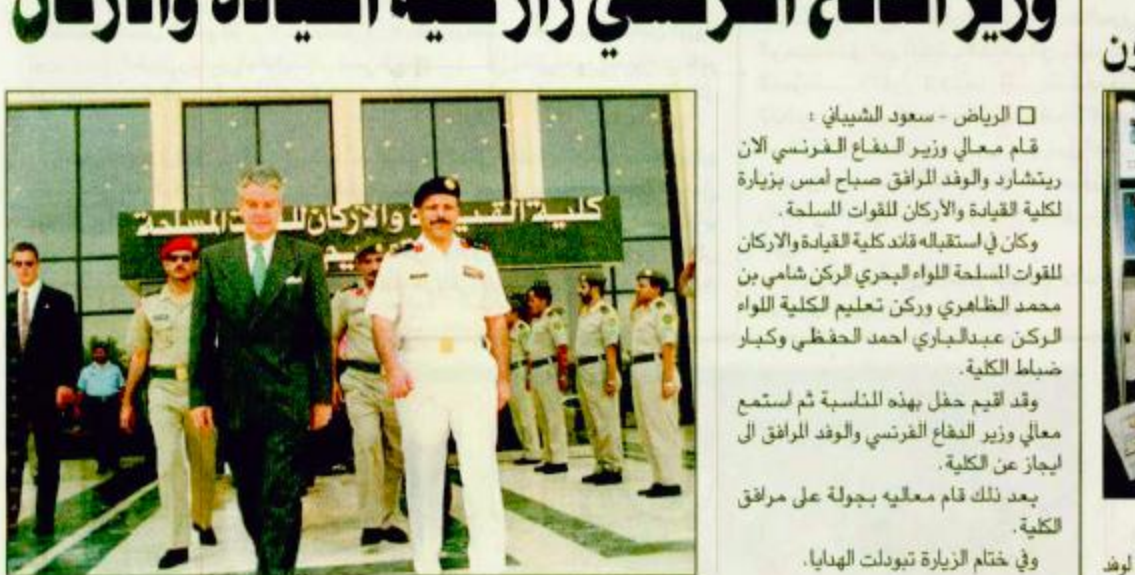 وزير الدفاع الفرنسي زار كلية القيادة والأركان
□ الرياض - سعود الشيباني :
قام معالي وزير الدفاع الفرنسي آلان
ريتشارد والوفد المرافق صباح أمس بزيارة
لكلية القيادة والأركان للقوات المسلحة.
وكان في استقباله قائد كلية القيادة والاركان
للقوات المسلحة اللواء البحري الركن شامي بن
محمد الظاهري وركن تعليم الكلية اللواء
الركن عبدالباري احمد الحفظي وكبار
ضباط الكلية.
وقد اقيم حفل بهذه المناسبة ثم استمع
معالي وزير الدفاع الفرنسي والوفد المرافق الى
ايجاز عن الكلية.
بعد ذلك قام معاليه بجولة على مرافق
الكلية.
وفي ختام الزيارة تبودلت الهدايا.
كلية القيادة والاركان للقوات المسلحة
لوفد